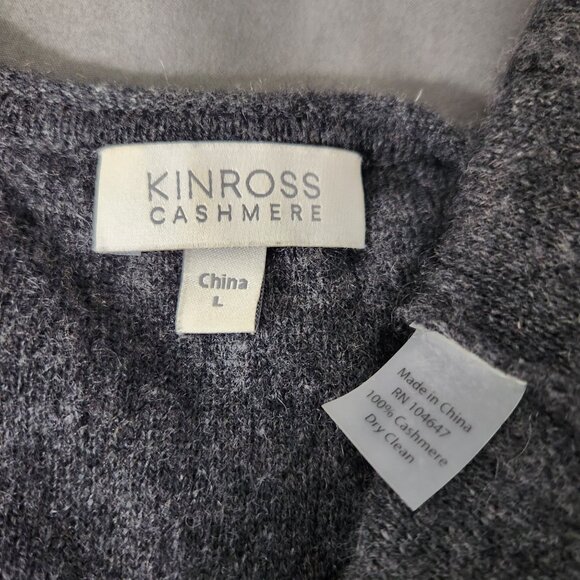 KINROSS
CASHMERE
China
L
Made in China
RN 104647
100% Cashmere
Dry Clean